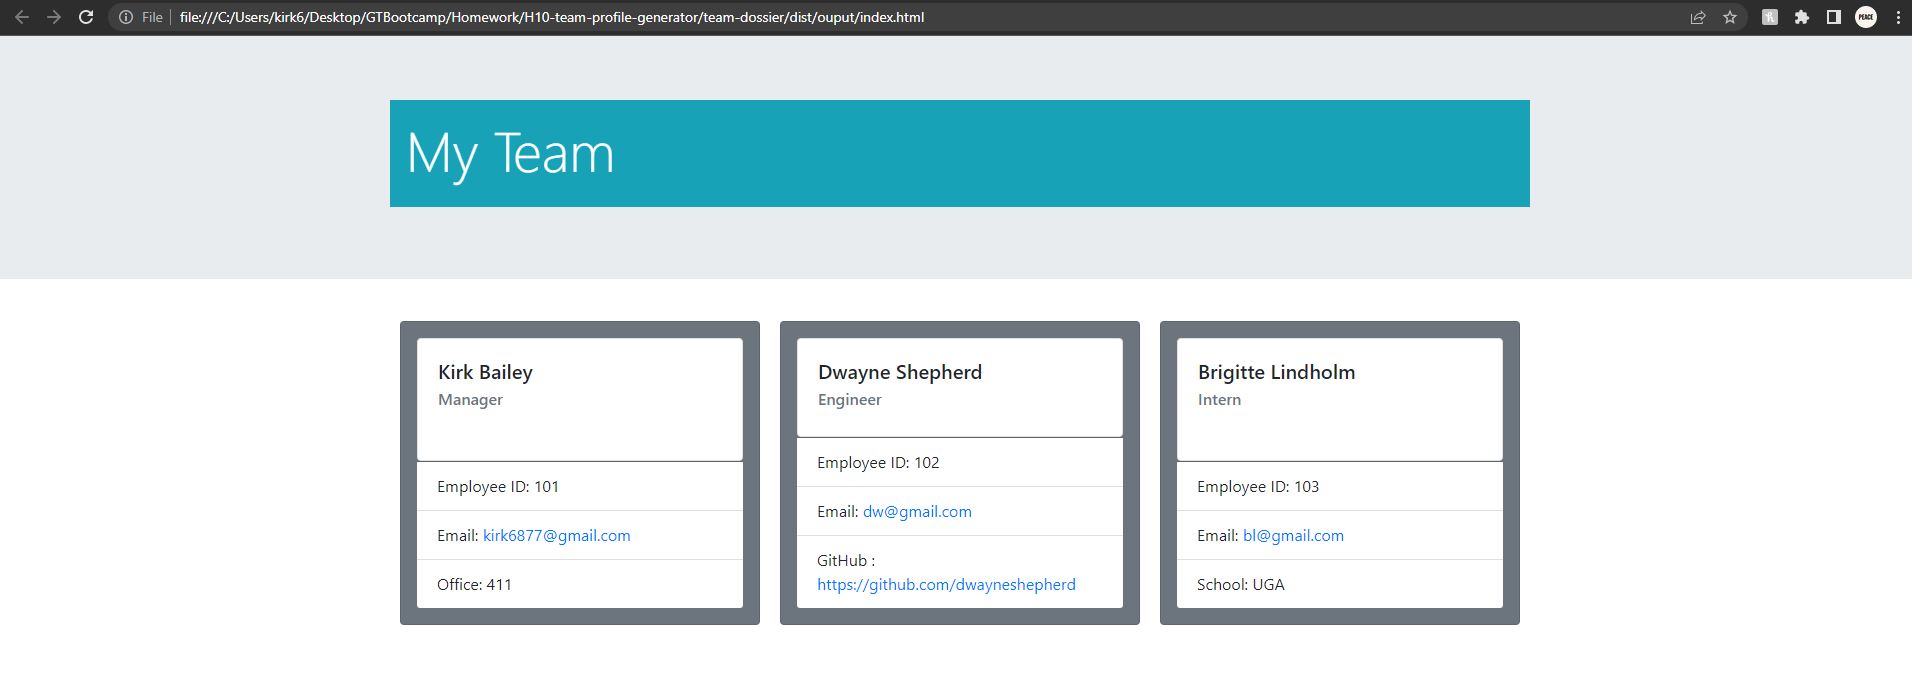 File
file:///C:/Users/kirk6/Desktop/GTBootcamp/Homework/H10-team-profile-generator/team-dossier/dist/ouput/index.html
PEACE
My Team
Kirk Bailey
Manager
Employee ID: 101
Email: kirk6877@gmail.com
Office: 411
Dwayne Shepherd
Engineer
Employee ID: 102
Email: dw@gmail.com
GitHub :
https://github.com/dwayneshepherd
Brigitte Lindholm
Intern
Employee ID: 103
Email: bl@gmail.com
School: UGA